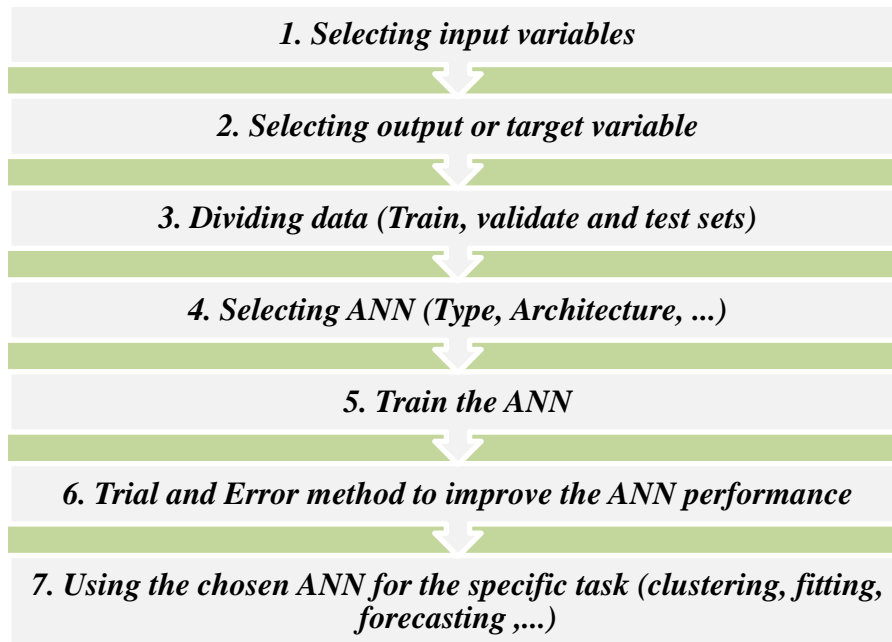 1. Selecting input variables
2. Selecting output or target variable
3. Dividing data (Train, validate and test sets)
4. Selecting ANN (Type, Architecture, ...)
5. Train the ANN
6. Trial and Error method to improve the ANN performance
7. Using the chosen ANN for the specific task (clustering, fitting,
forecasting ,...)